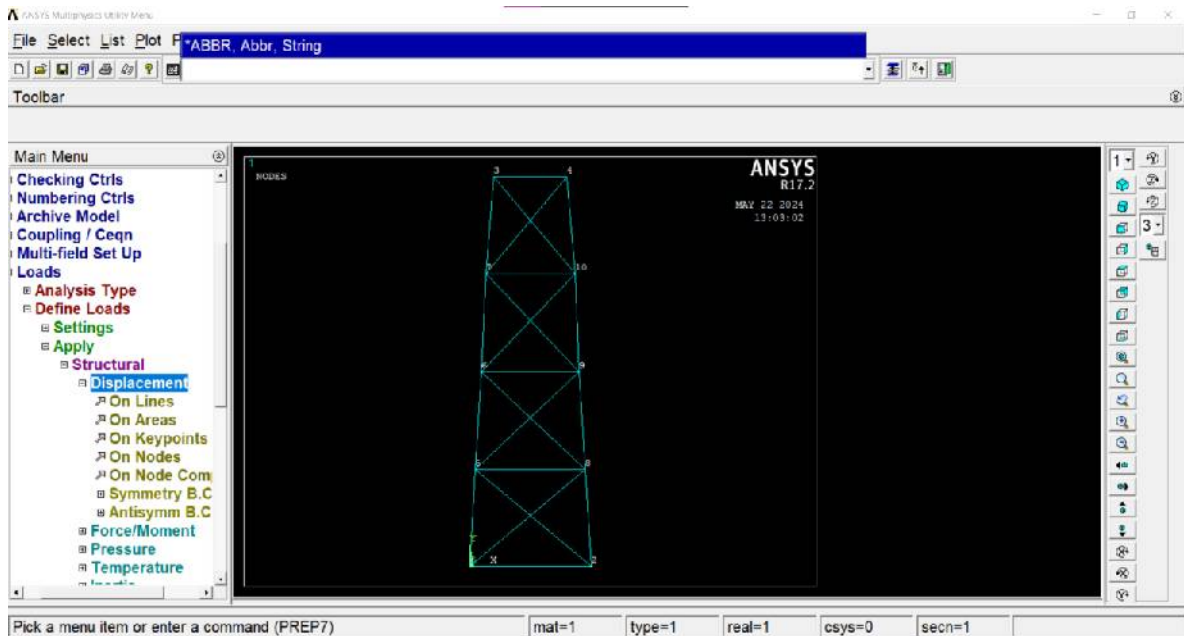 ANSYS Multiphysics Utility Menu
File Select List Plot P
*ABBR, Abbr, String
Toolbar
Main Menu
Checking Ctrls
Numbering Ctrls
Archive Model
Coupling / Ceqn
Multi-field Set Up
Loads
Analysis Type
Define Loads
Settings
Apply
Structural
Displacement
On Lines
On Areas
On Keypoints
On Nodes
On Node Com
Symmetry B.C
Antisymm B.C
Force/Moment
Pressure
Temperature
1
NODES
ANSYS
R17.2
MAY 22 2024
13:03:02
3 4
7 10
6 9
5 8
Y
X 2
1
3
Pick a menu item or enter a command (PREP7)
mat=1 type=1 real=1 csys=0 secn=1